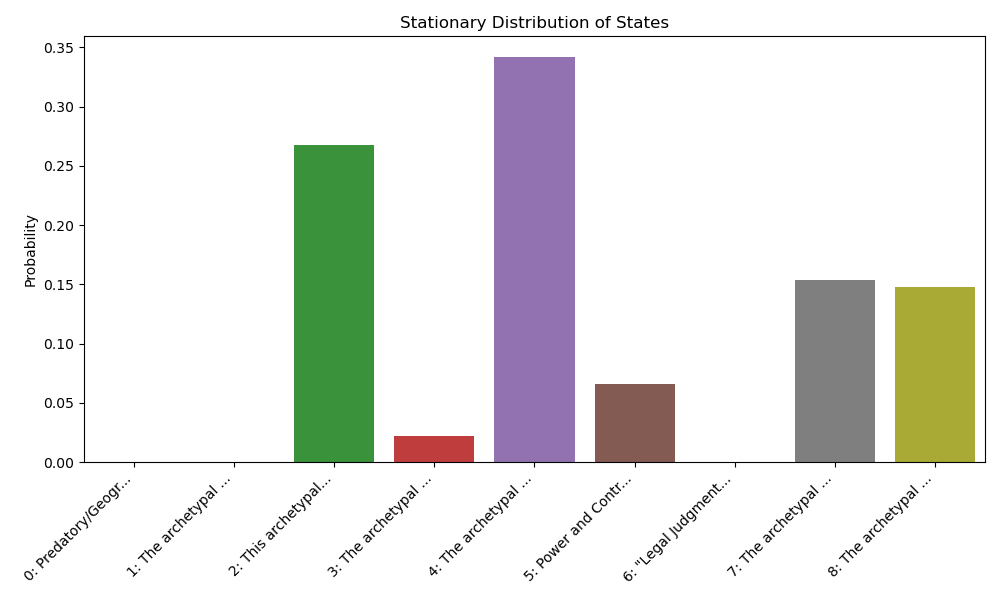 Stationary Distribution of States
Probability
0.35
0.30
0.25
0.20
0.15
0.10
0.05
0.00
0: Predatory/Geogr...
1: The archetypal ...
2: This archetypal...
3: The archetypal ...
4: The archetypal ...
5: Power and Contr...
6: "Legal Judgment...
7: The archetypal ...
8: The archetypal ...